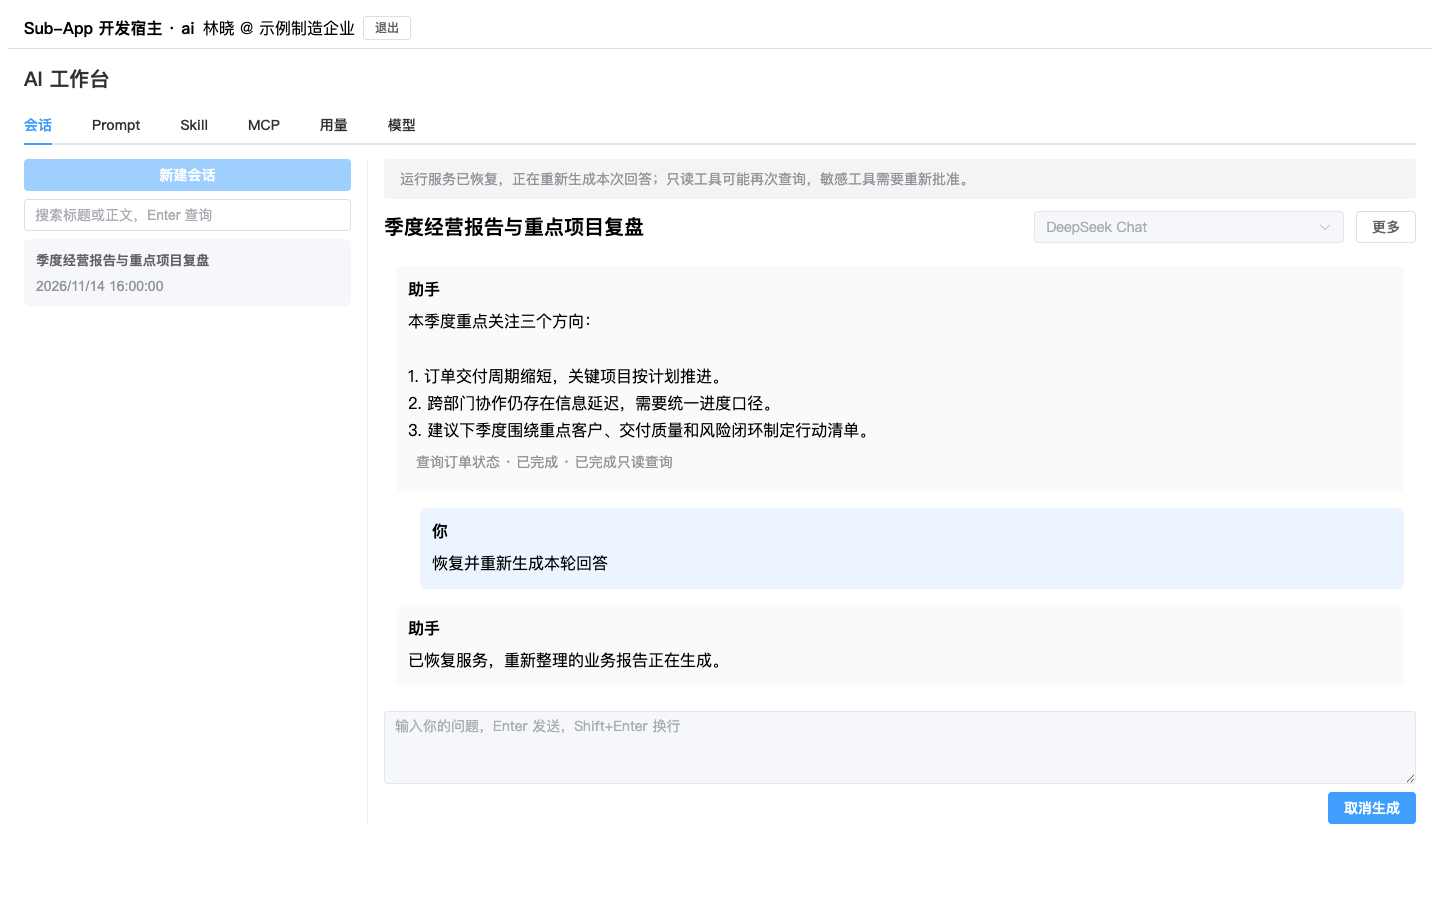 Sub-App 开发宿主 · ai 林晓 @ 示例制造企业 退出
AI 工作台
会话 Prompt Skill MCP 用量 模型
新建会话
搜索标题或正文，Enter 查询
季度经营报告与重点项目复盘
2026/11/14 16:00:00
运行服务已恢复，正在重新生成本次回答；只读工具可能再次查询，敏感工具需要重新批准。
季度经营报告与重点项目复盘
DeepSeek Chat
更多
助手
本季度重点关注三个方向：
1. 订单交付周期缩短，关键项目按计划推进。
2. 跨部门协作仍存在信息延迟，需要统一进度口径。
3. 建议下季度围绕重点客户、交付质量和风险闭环制定行动清单。
查询订单状态 · 已完成 · 已完成只读查询
你
恢复并重新生成本轮回答
助手
已恢复服务，重新整理的业务报告正在生成。
输入你的问题，Enter 发送，Shift+Enter 换行
取消生成